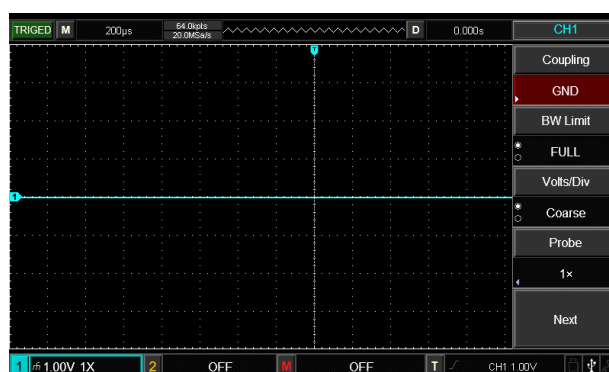 TRIGED M 200μs 64.0kpts D 0.000s CH1
20.0MSa/s
T
Coupling
GND
BW Limit
FULL
Volts/Div
1
Coarse
Probe
1×
Next
1 1.00V 1X 2 OFF M OFF T CH1 1.00V